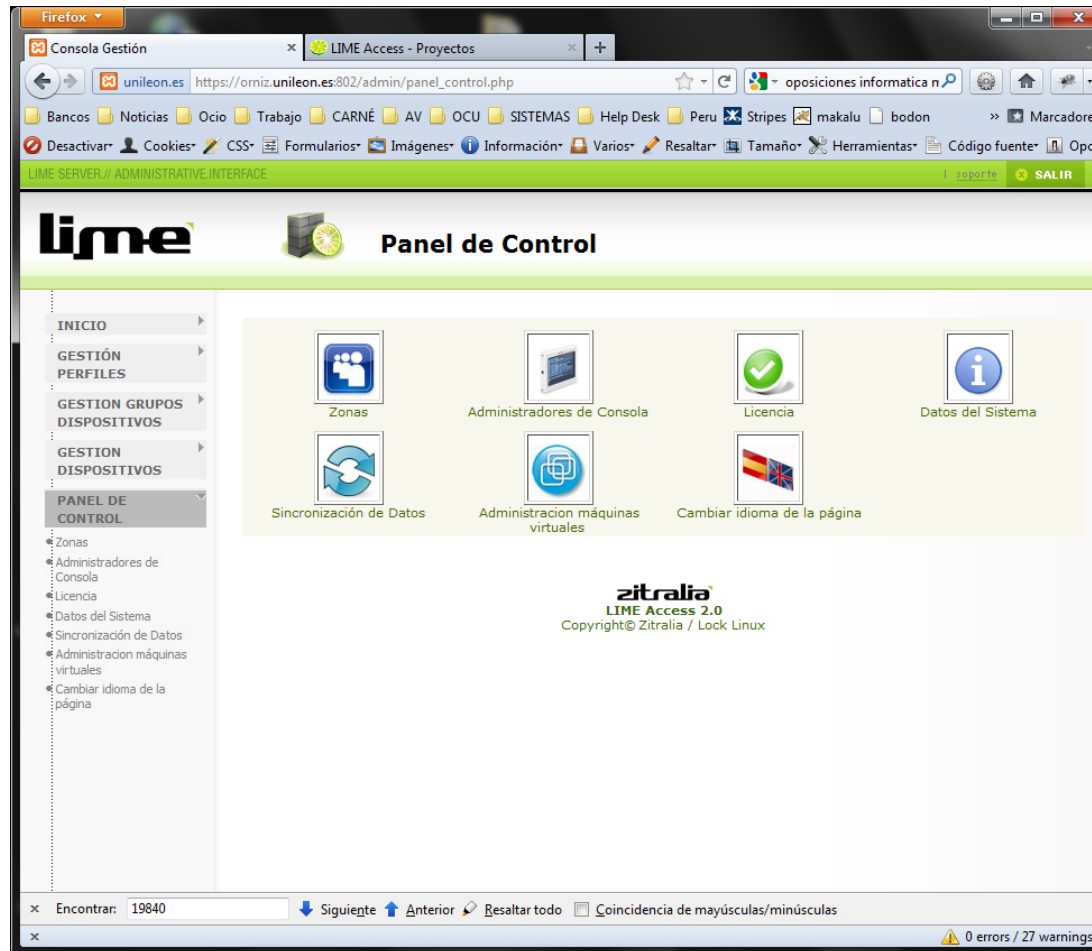 Firefox
Consola Gestión
LIME Access - Proyectos
unileon.es https://orniz.unileon.es:802/admin/panel_control.php
oposiciones informatica n
Bancos Noticias Ocio Trabajo CARNÉ AV OCU SISTEMAS Help Desk Peru Stripes makalu bodon » Marcadore
Desactivar Cookies CSS Formularios Imágenes Información Varios Resaltar Tamaño Herramientas Código fuente Opc
LIME SERVER// ADMINISTRATIVE.INTERFACE
| soporte SALIR
lime
Panel de Control
INICIO
GESTIÓN
PERFILES
GESTION GRUPOS
DISPOSITIVOS
GESTION
DISPOSITIVOS
PANEL DE
CONTROL
Zonas
Administradores de
Consola
Licencia
Datos del Sistema
Sincronización de Datos
Administracion máquinas
virtuales
Cambiar idioma de la
página
Zonas
Administradores de Consola
Licencia
Datos del Sistema
Sincronización de Datos
Administracion máquinas
virtuales
Cambiar idioma de la página
zitralia
LIME Access 2.0
Copyright© Zitralia / Lock Linux
× Encontrar: 19840 Siguiente Anterior Resaltar todo Coincidencia de mayúsculas/minúsculas
× 0 errors / 27 warnings